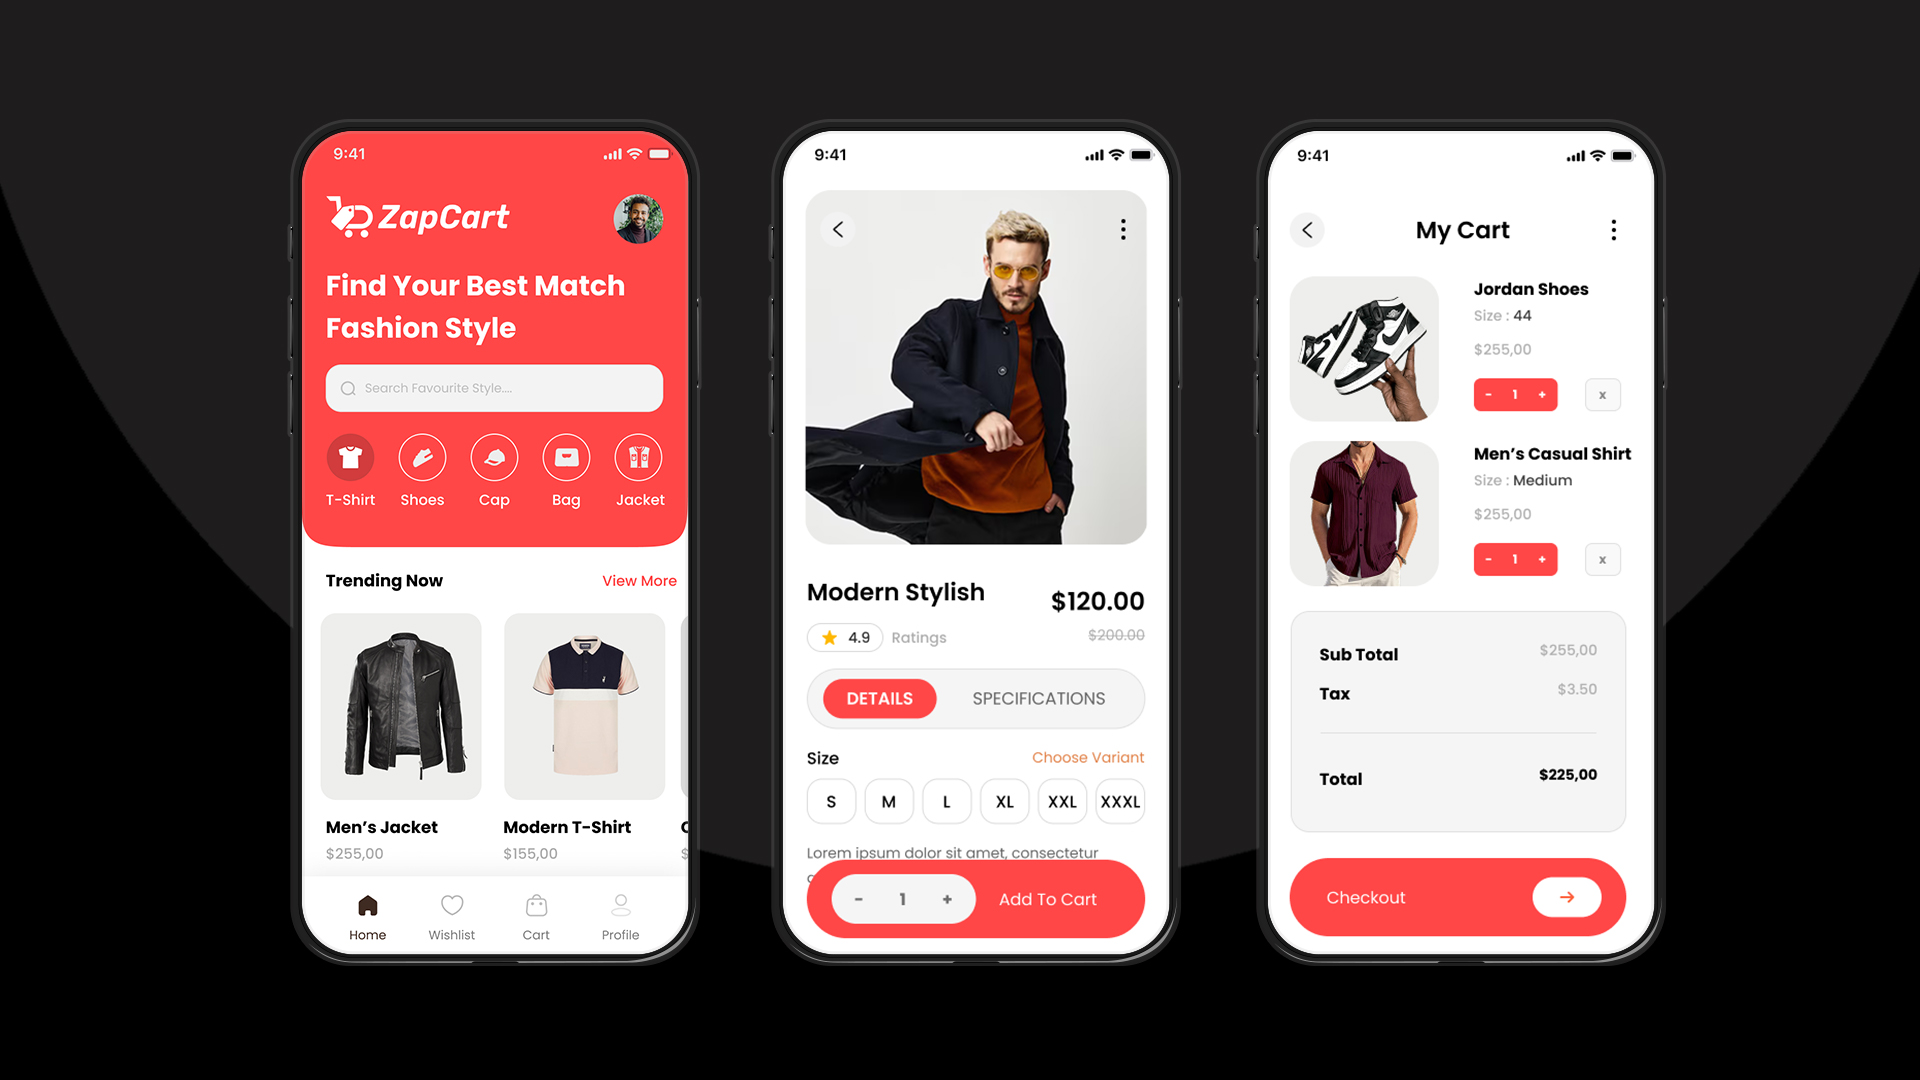 9:41
ZapCart
Find Your Best Match
Fashion Style
Search Favourite Style....
T-Shirt Shoes Cap Bag Jacket
Trending Now View More
Men's Jacket Modern T-Shirt
$255,00 $155,00 $
Home Wishlist Cart Profile
9:41
Modern Stylish
$120.00
4.9 Ratings
$200.00
DETAILS SPECIFICATIONS
Size Choose Variant
S M L XL XXL XXXL
Lorem ipsum dolor sit amet, consectetur
- 1 + Add To Cart
9:41
My Cart
Jordan Shoes
Size : 44
$255,00
- 1 + x
Men's Casual Shirt
Size : Medium
$255,00
- 1 + x
Sub Total $255,00
Tax $3.50
Total $225,00
Checkout